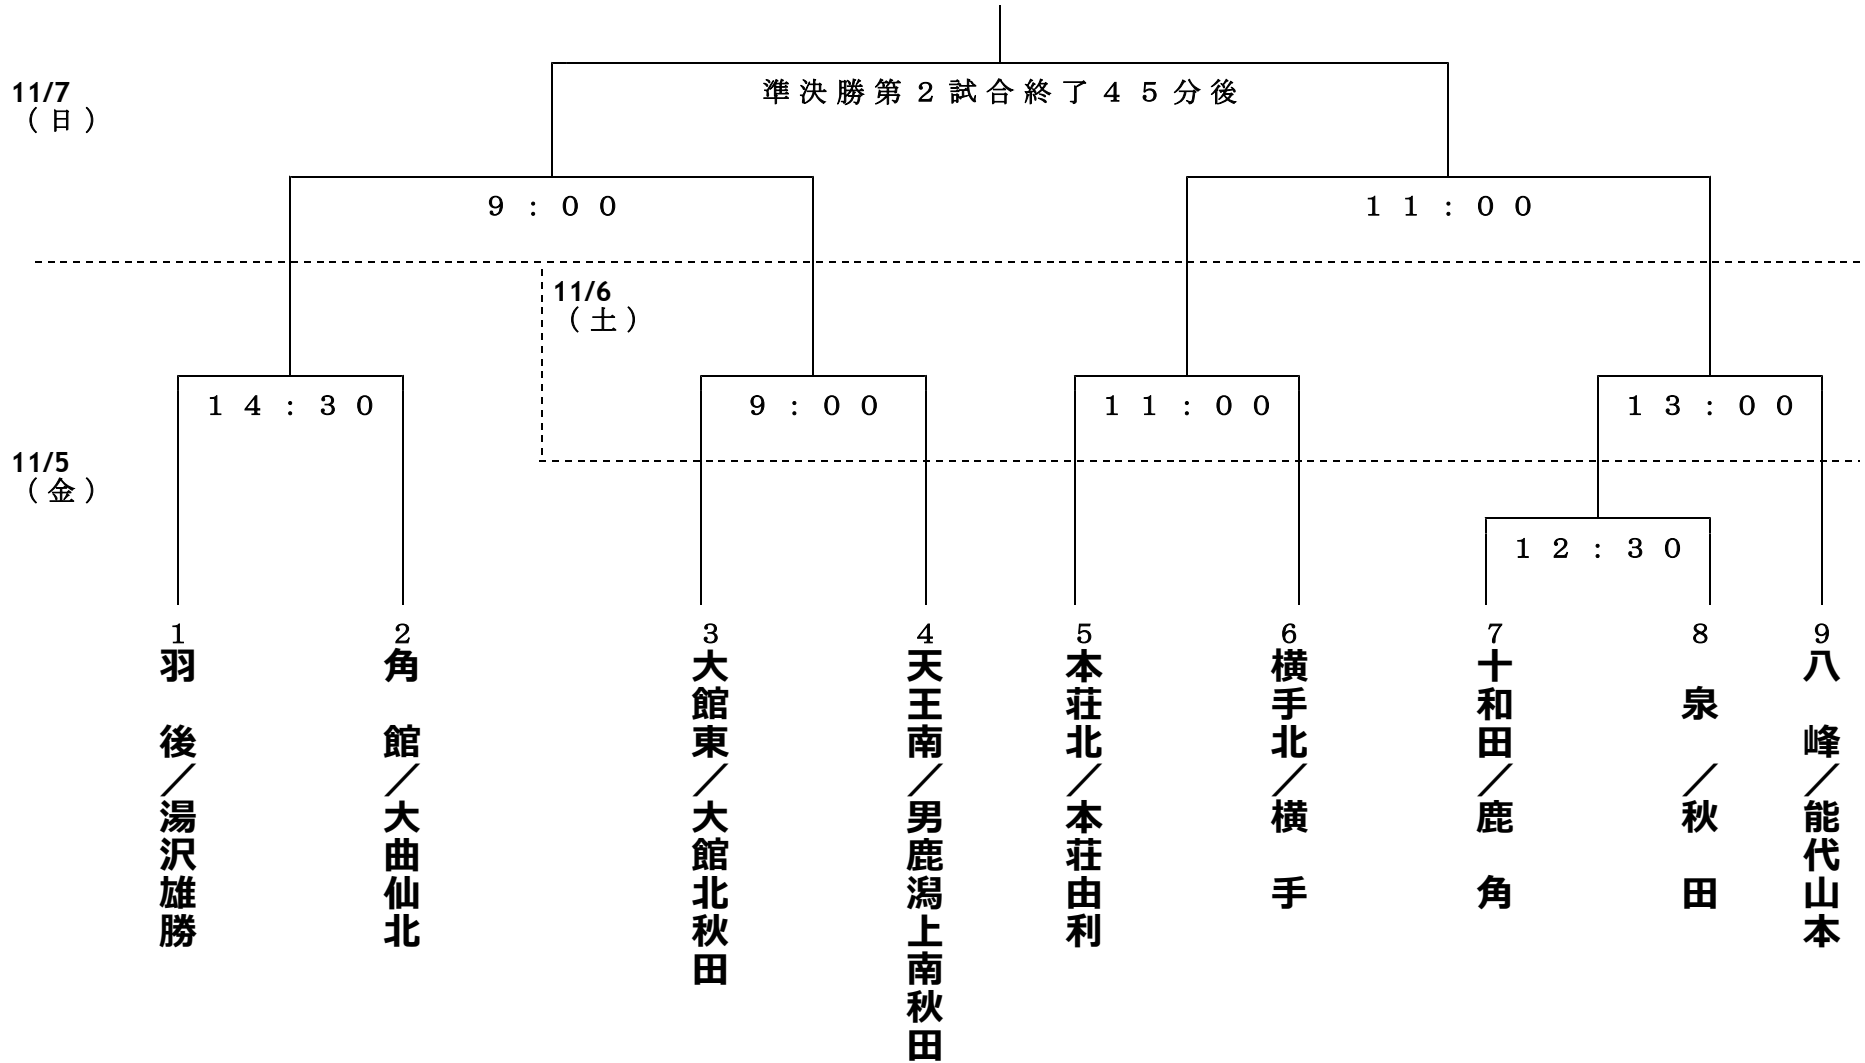 準決勝第２試合終了４５分後
11/7
（日）
９：００
１１：００
11/6
（土）
１４：３０
９：００
１１：００
１３：００
11/5
（金）
１２：３０
１
羽　後／湯沢雄勝
２
角　館／大曲仙北
３
大館東／大館北秋田
４
天王南／男鹿潟上南秋田
５
本荘北／本荘由利
６
横手北／横　手
７
十和田／鹿　角
８
泉　／秋　田
９
八　峰／能代山本